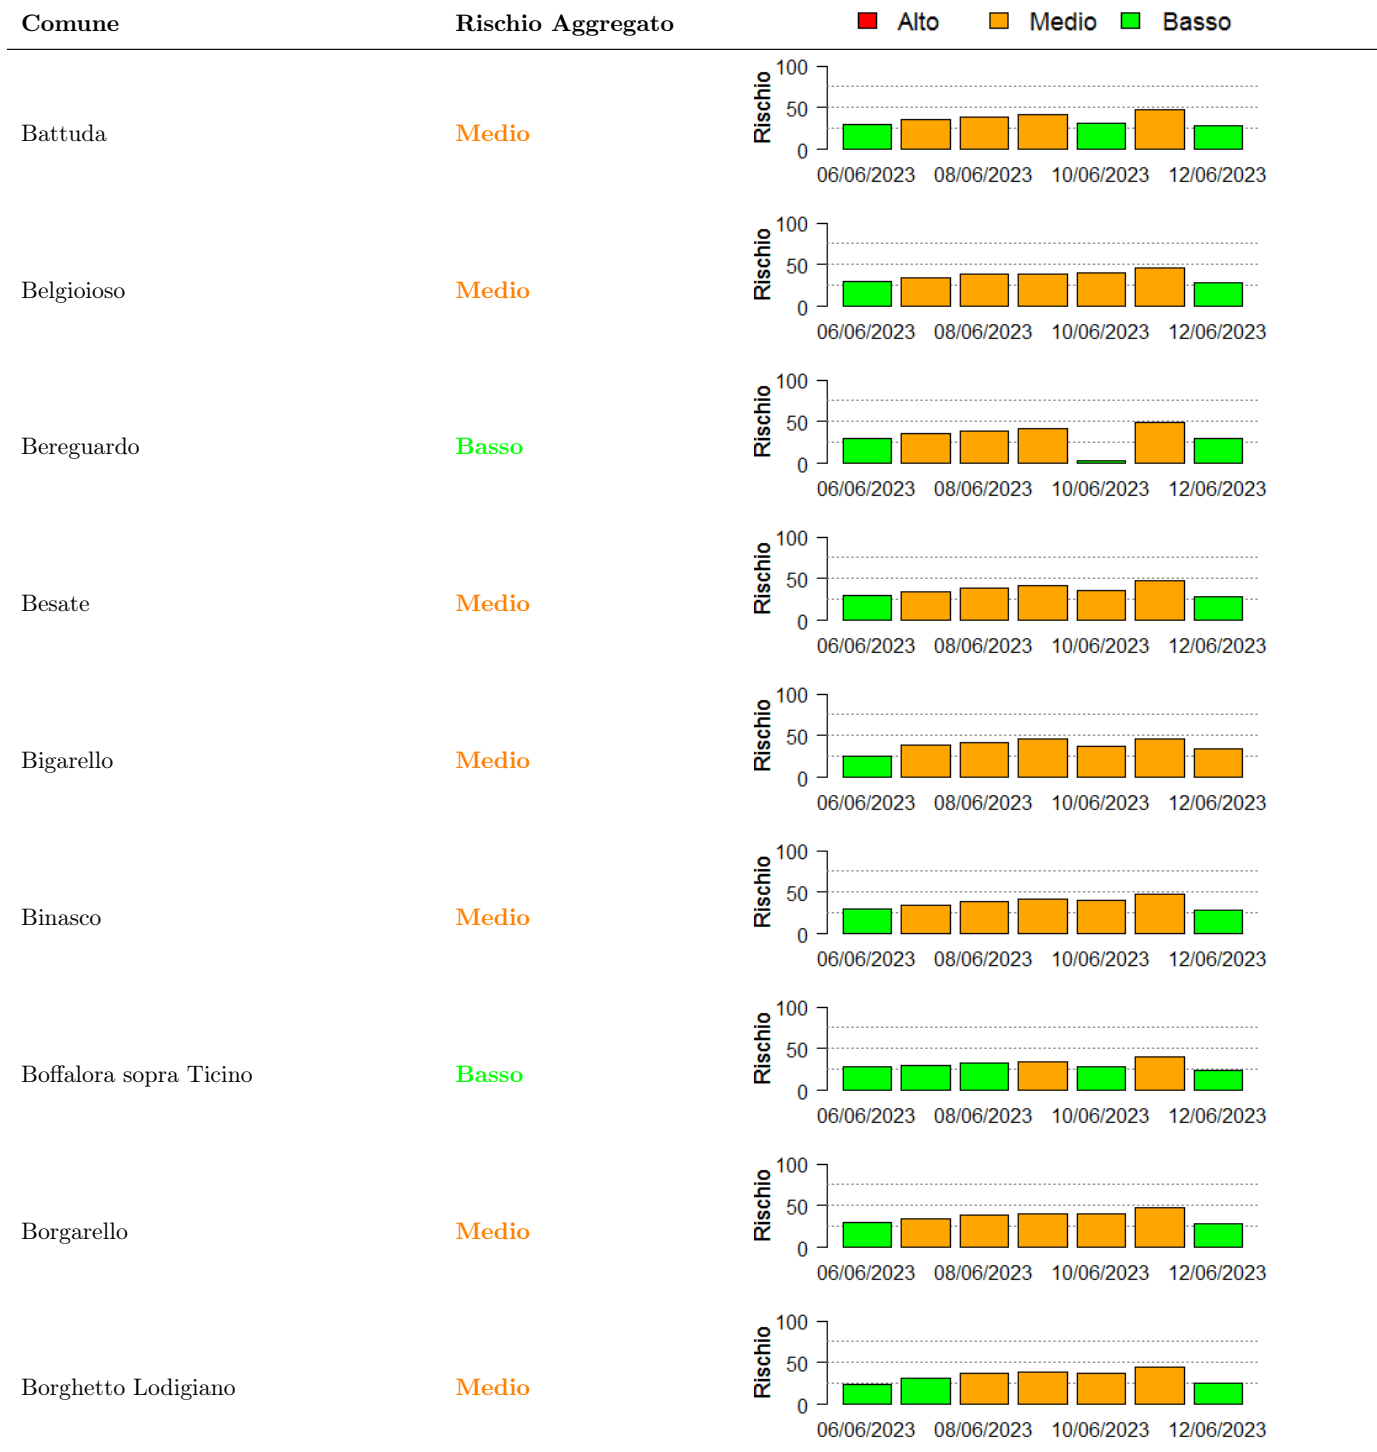 Comune Rischio Aggregato Alto Medio Basso
100
50
0
Rischio
Battuda Medio
06/06/2023 08/06/2023 10/06/2023 12/06/2023
100
50
0
Rischio
Belgioioso Medio
06/06/2023 08/06/2023 10/06/2023 12/06/2023
100
50
0
Rischio
Bereguardo Basso
06/06/2023 08/06/2023 10/06/2023 12/06/2023
100
50
0
Rischio
Besate Medio
06/06/2023 08/06/2023 10/06/2023 12/06/2023
100
50
0
Rischio
Bigarello Medio
06/06/2023 08/06/2023 10/06/2023 12/06/2023
100
50
0
Rischio
Binasco Medio
06/06/2023 08/06/2023 10/06/2023 12/06/2023
100
50
0
Rischio
Boffalora sopra Ticino Basso
06/06/2023 08/06/2023 10/06/2023 12/06/2023
100
50
0
Rischio
Borgarello Medio
06/06/2023 08/06/2023 10/06/2023 12/06/2023
100
50
0
Rischio
Borghetto Lodigiano Medio
06/06/2023 08/06/2023 10/06/2023 12/06/2023